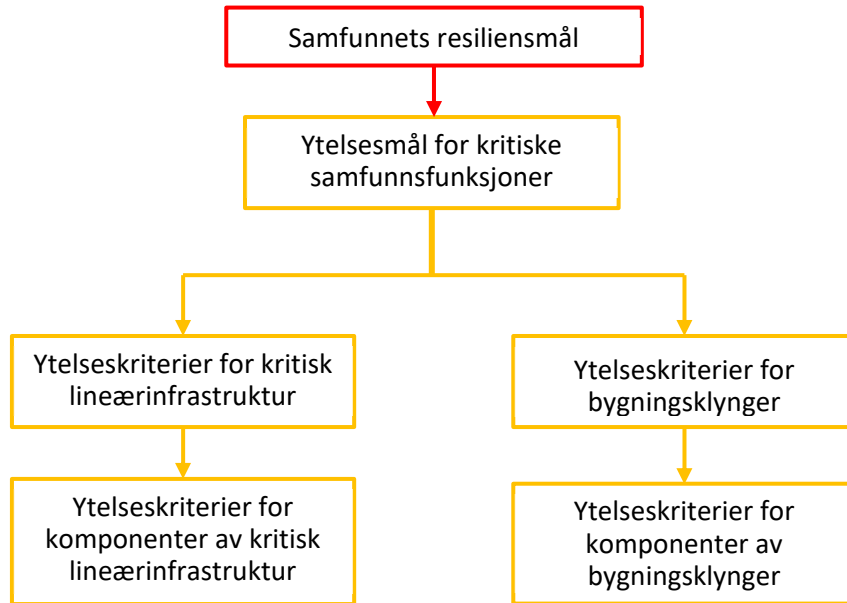 Samfunnets resiliensmål
Ytelsesmål for kritiske
samfunnsfunksjoner
Ytelseskriterier for kritisk
lineærinfrastruktur
Ytelseskriterier for
bygningsklynger
Ytelseskriterier for
komponenter av kritisk
lineærinfrastruktur
Ytelseskriterier for
komponenter av
bygningsklynger